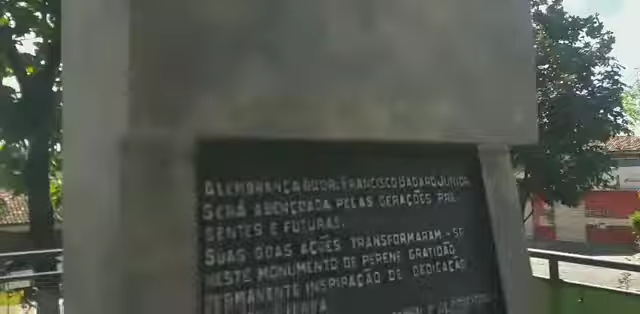 A LEMBRANÇA DO DR. FRANCISCO BADARÓ JUNIOR
SERÁ ABENÇOADA PELAS GERAÇÕES PRE-
SENTES E FUTURAS.
SUAS BOAS AÇÕES TRANSFORMARAM-SE
NESTE MONUMENTO DE PERENE GRATIDÃO
PERMANENTE INSPIRAÇÃO DE DEDICAÇÃO